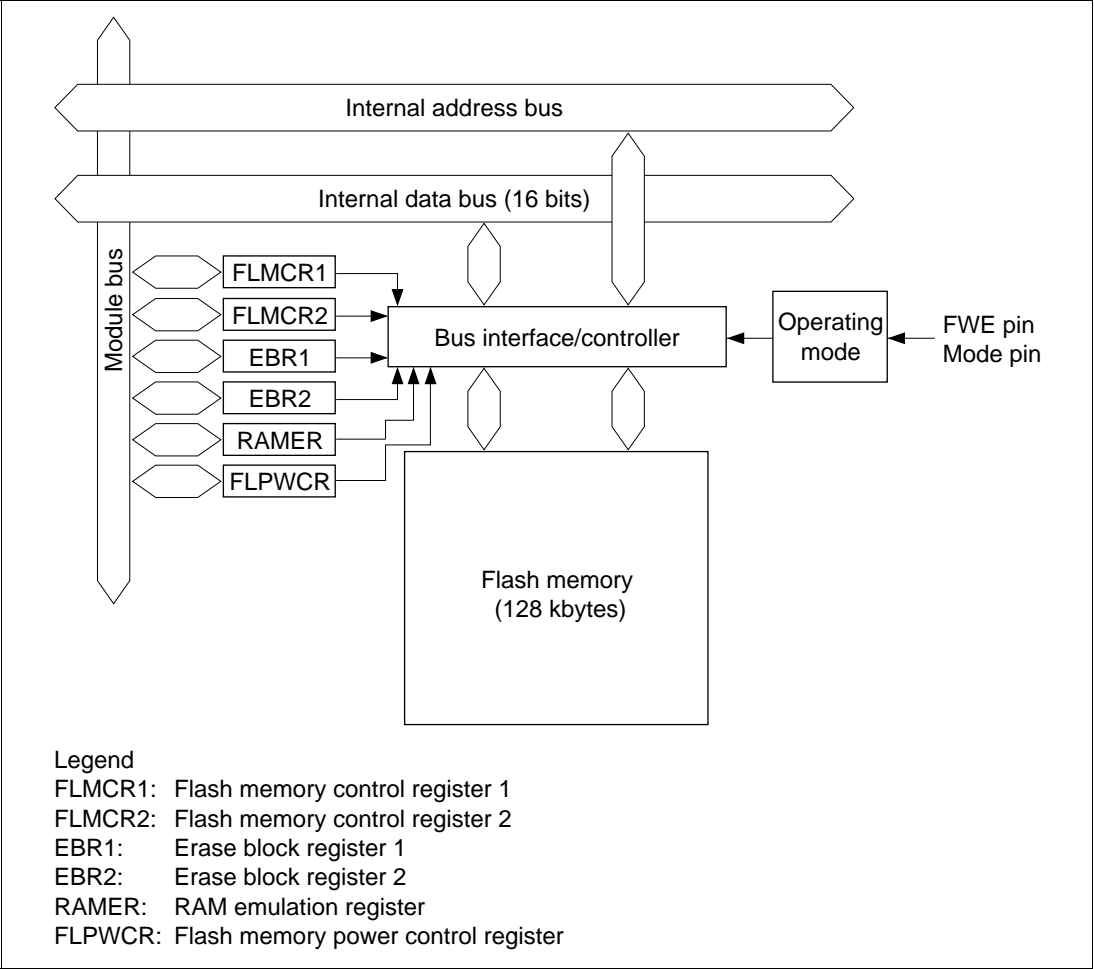 Internal address bus
Internal data bus (16 bits)
Module bus
FLMCR1
FLMCR2
EBR1
EBR2
RAMER
FLPWCR
Bus interface/controller
Operating
mode
FWE pin
Mode pin
Flash memory
(128 kbytes)
Legend
FLMCR1: Flash memory control register 1
FLMCR2: Flash memory control register 2
EBR1: Erase block register 1
EBR2: Erase block register 2
RAMER: RAM emulation register
FLPWCR: Flash memory power control register